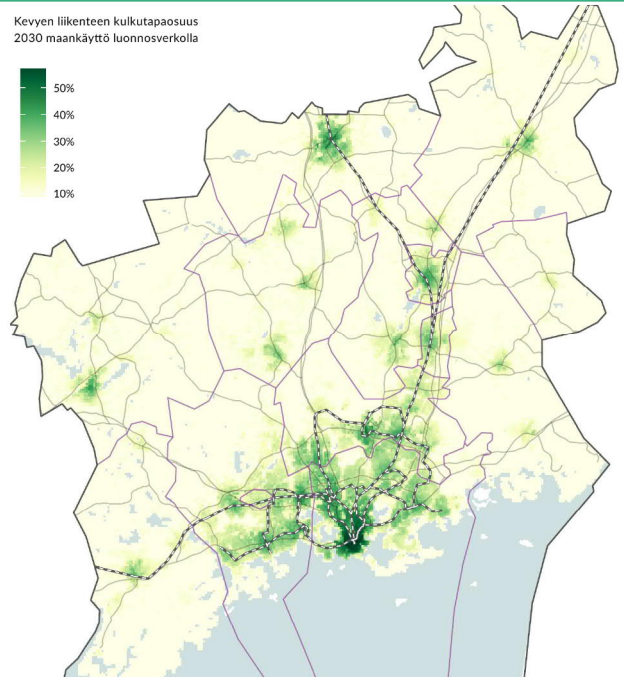 Kevyen liikenteen kulkutapaosuus
2030 maankäyttö luonnosverkolla
50%
40%
30%
20%
10%